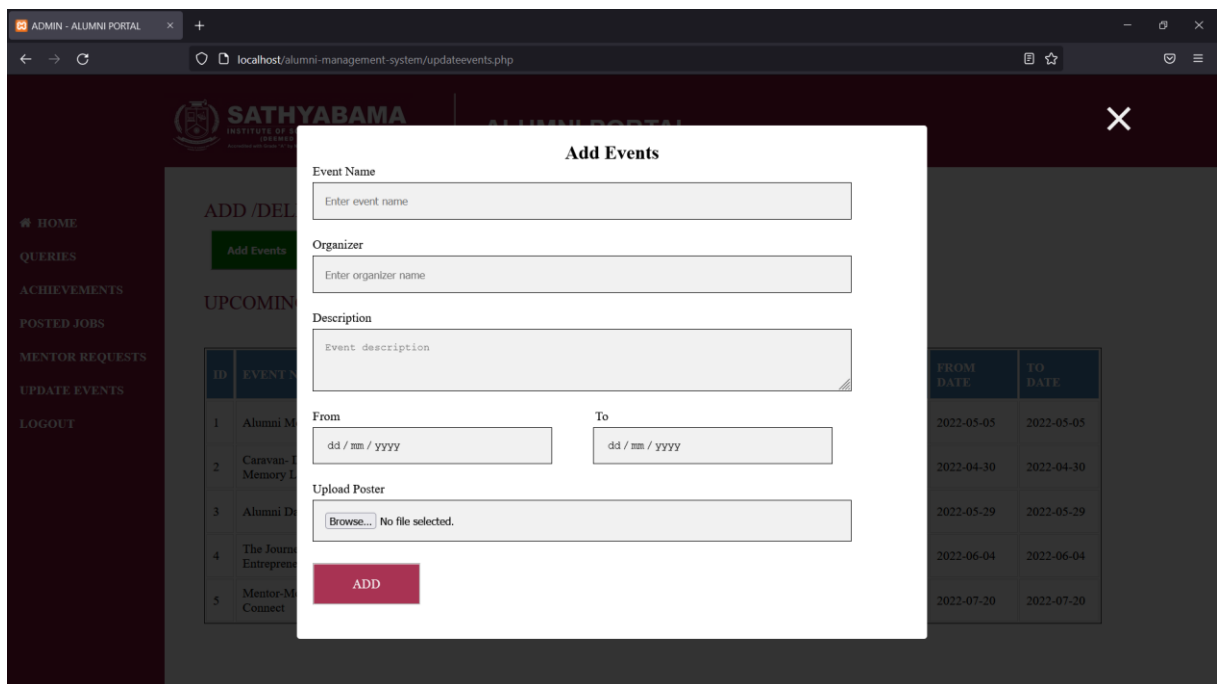 ADMIN - ALUMNI PORTAL
localhost/alumni-management-system/updateevents.php
SATHYABAMA
INSTITUTE OF
ALUMNI PORTAL
HOME
QUERIES
ACHIEVEMENTS
POSTED JOBS
MENTOR REQUESTS
UPDATE EVENTS
LOGOUT
ADD /DEL
Add Events
UPCOMING
Add Events
Event Name
Enter event name
Organizer
Enter organizer name
Description
Event description
From To
dd / mm / yyyy dd / mm / yyyy
Upload Poster
Browse... No file selected.
ADD
ID EVENT N FROM DATE TO DATE
1 Alumni M 2022-05-05 2022-05-05
2 Caravan- 2022-04-30 2022-04-30
Memory L
3 Alumni Da 2022-05-29 2022-05-29
4 The Journe 2022-06-04 2022-06-04
Entreprene
5 Mentor-M 2022-07-20 2022-07-20
Connect